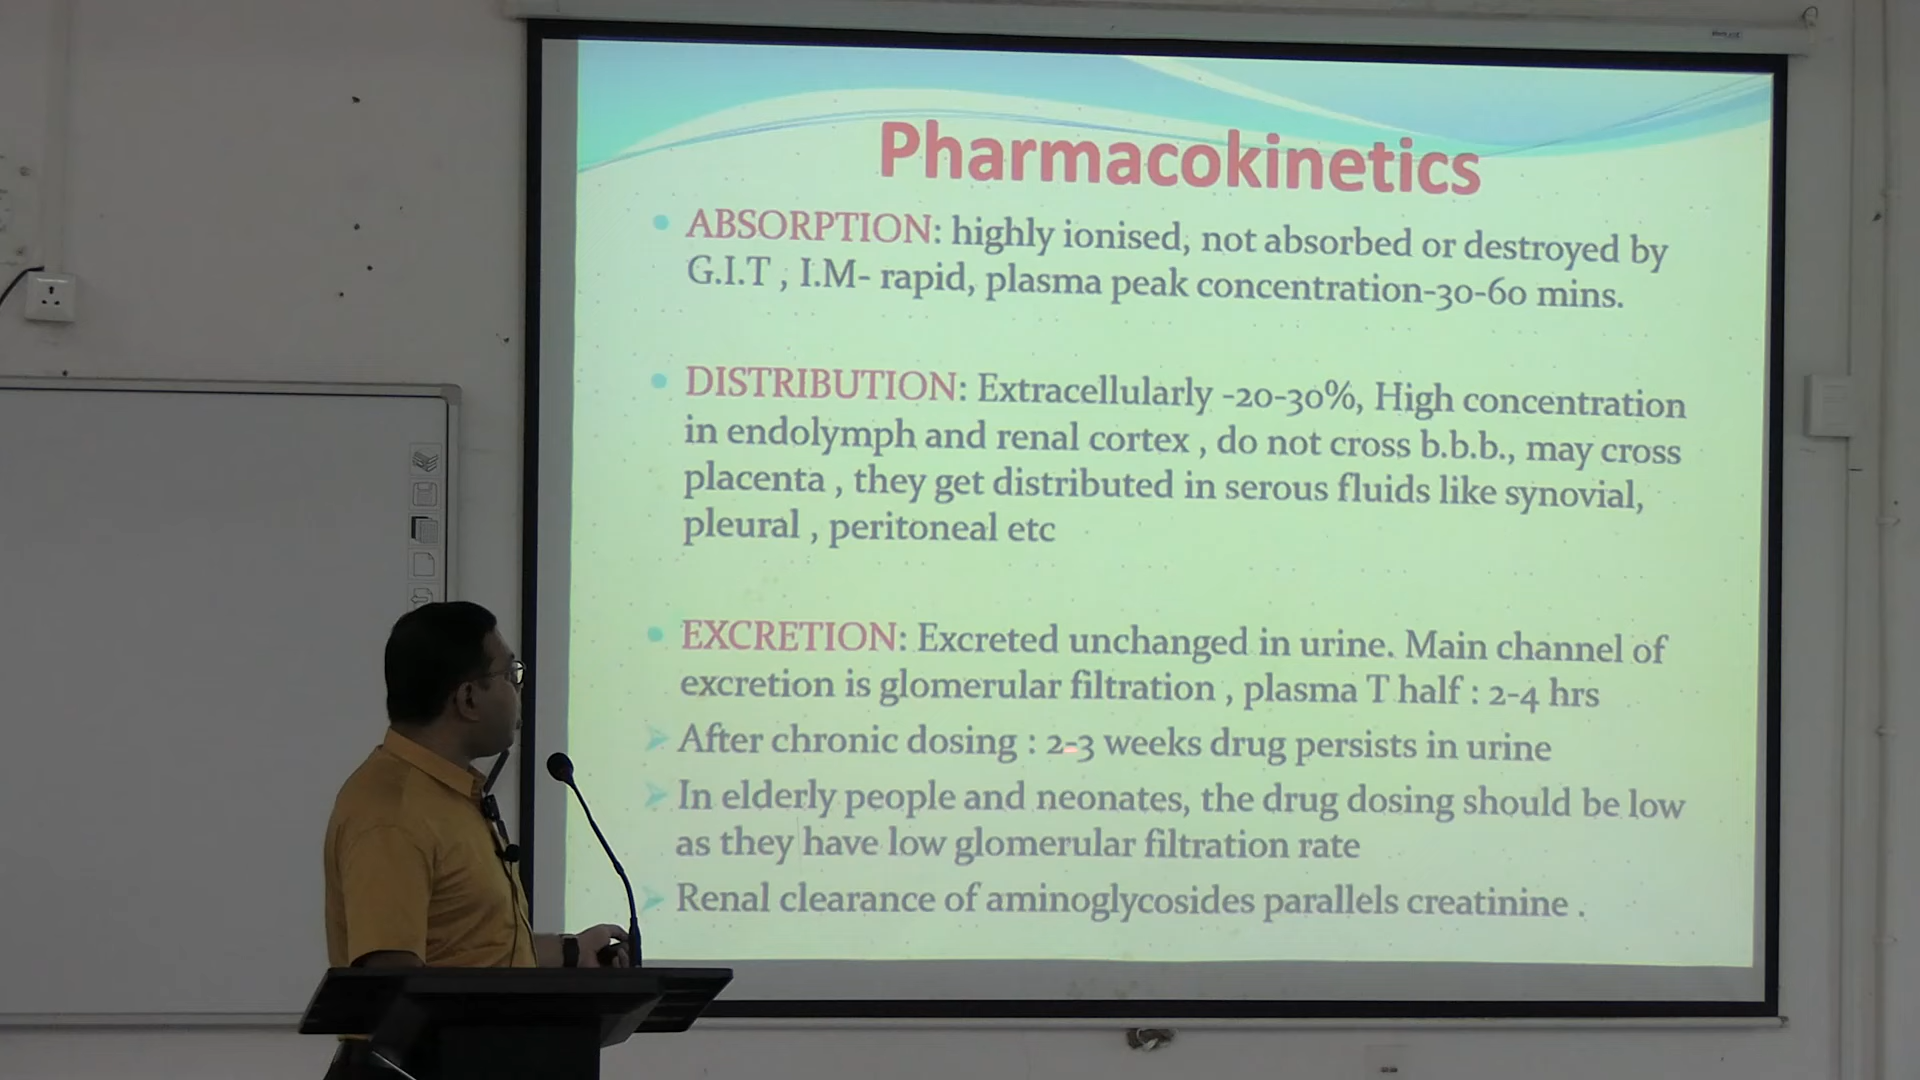 Pharmacokinetics
ABSORPTION: highly ionised, not absorbed or destroyed by
G.I.T , I.M- rapid, plasma peak concentration-30-60 mins.
DISTRIBUTION: Extracellularly -20-30%, High concentration
in endolymph and renal cortex , do not cross b.b.b., may cross
placenta , they get distributed in serous fluids like synovial,
pleural , peritoneal etc
EXCRETION: Excreted unchanged in urine. Main channel of
excretion is glomerular filtration , plasma T half : 2-4 hrs
After chronic dosing : 2-3 weeks drug persists in urine
In elderly people and neonates, the drug dosing should be low
as they have low glomerular filtration rate
Renal clearance of aminoglycosides parallels creatinine .